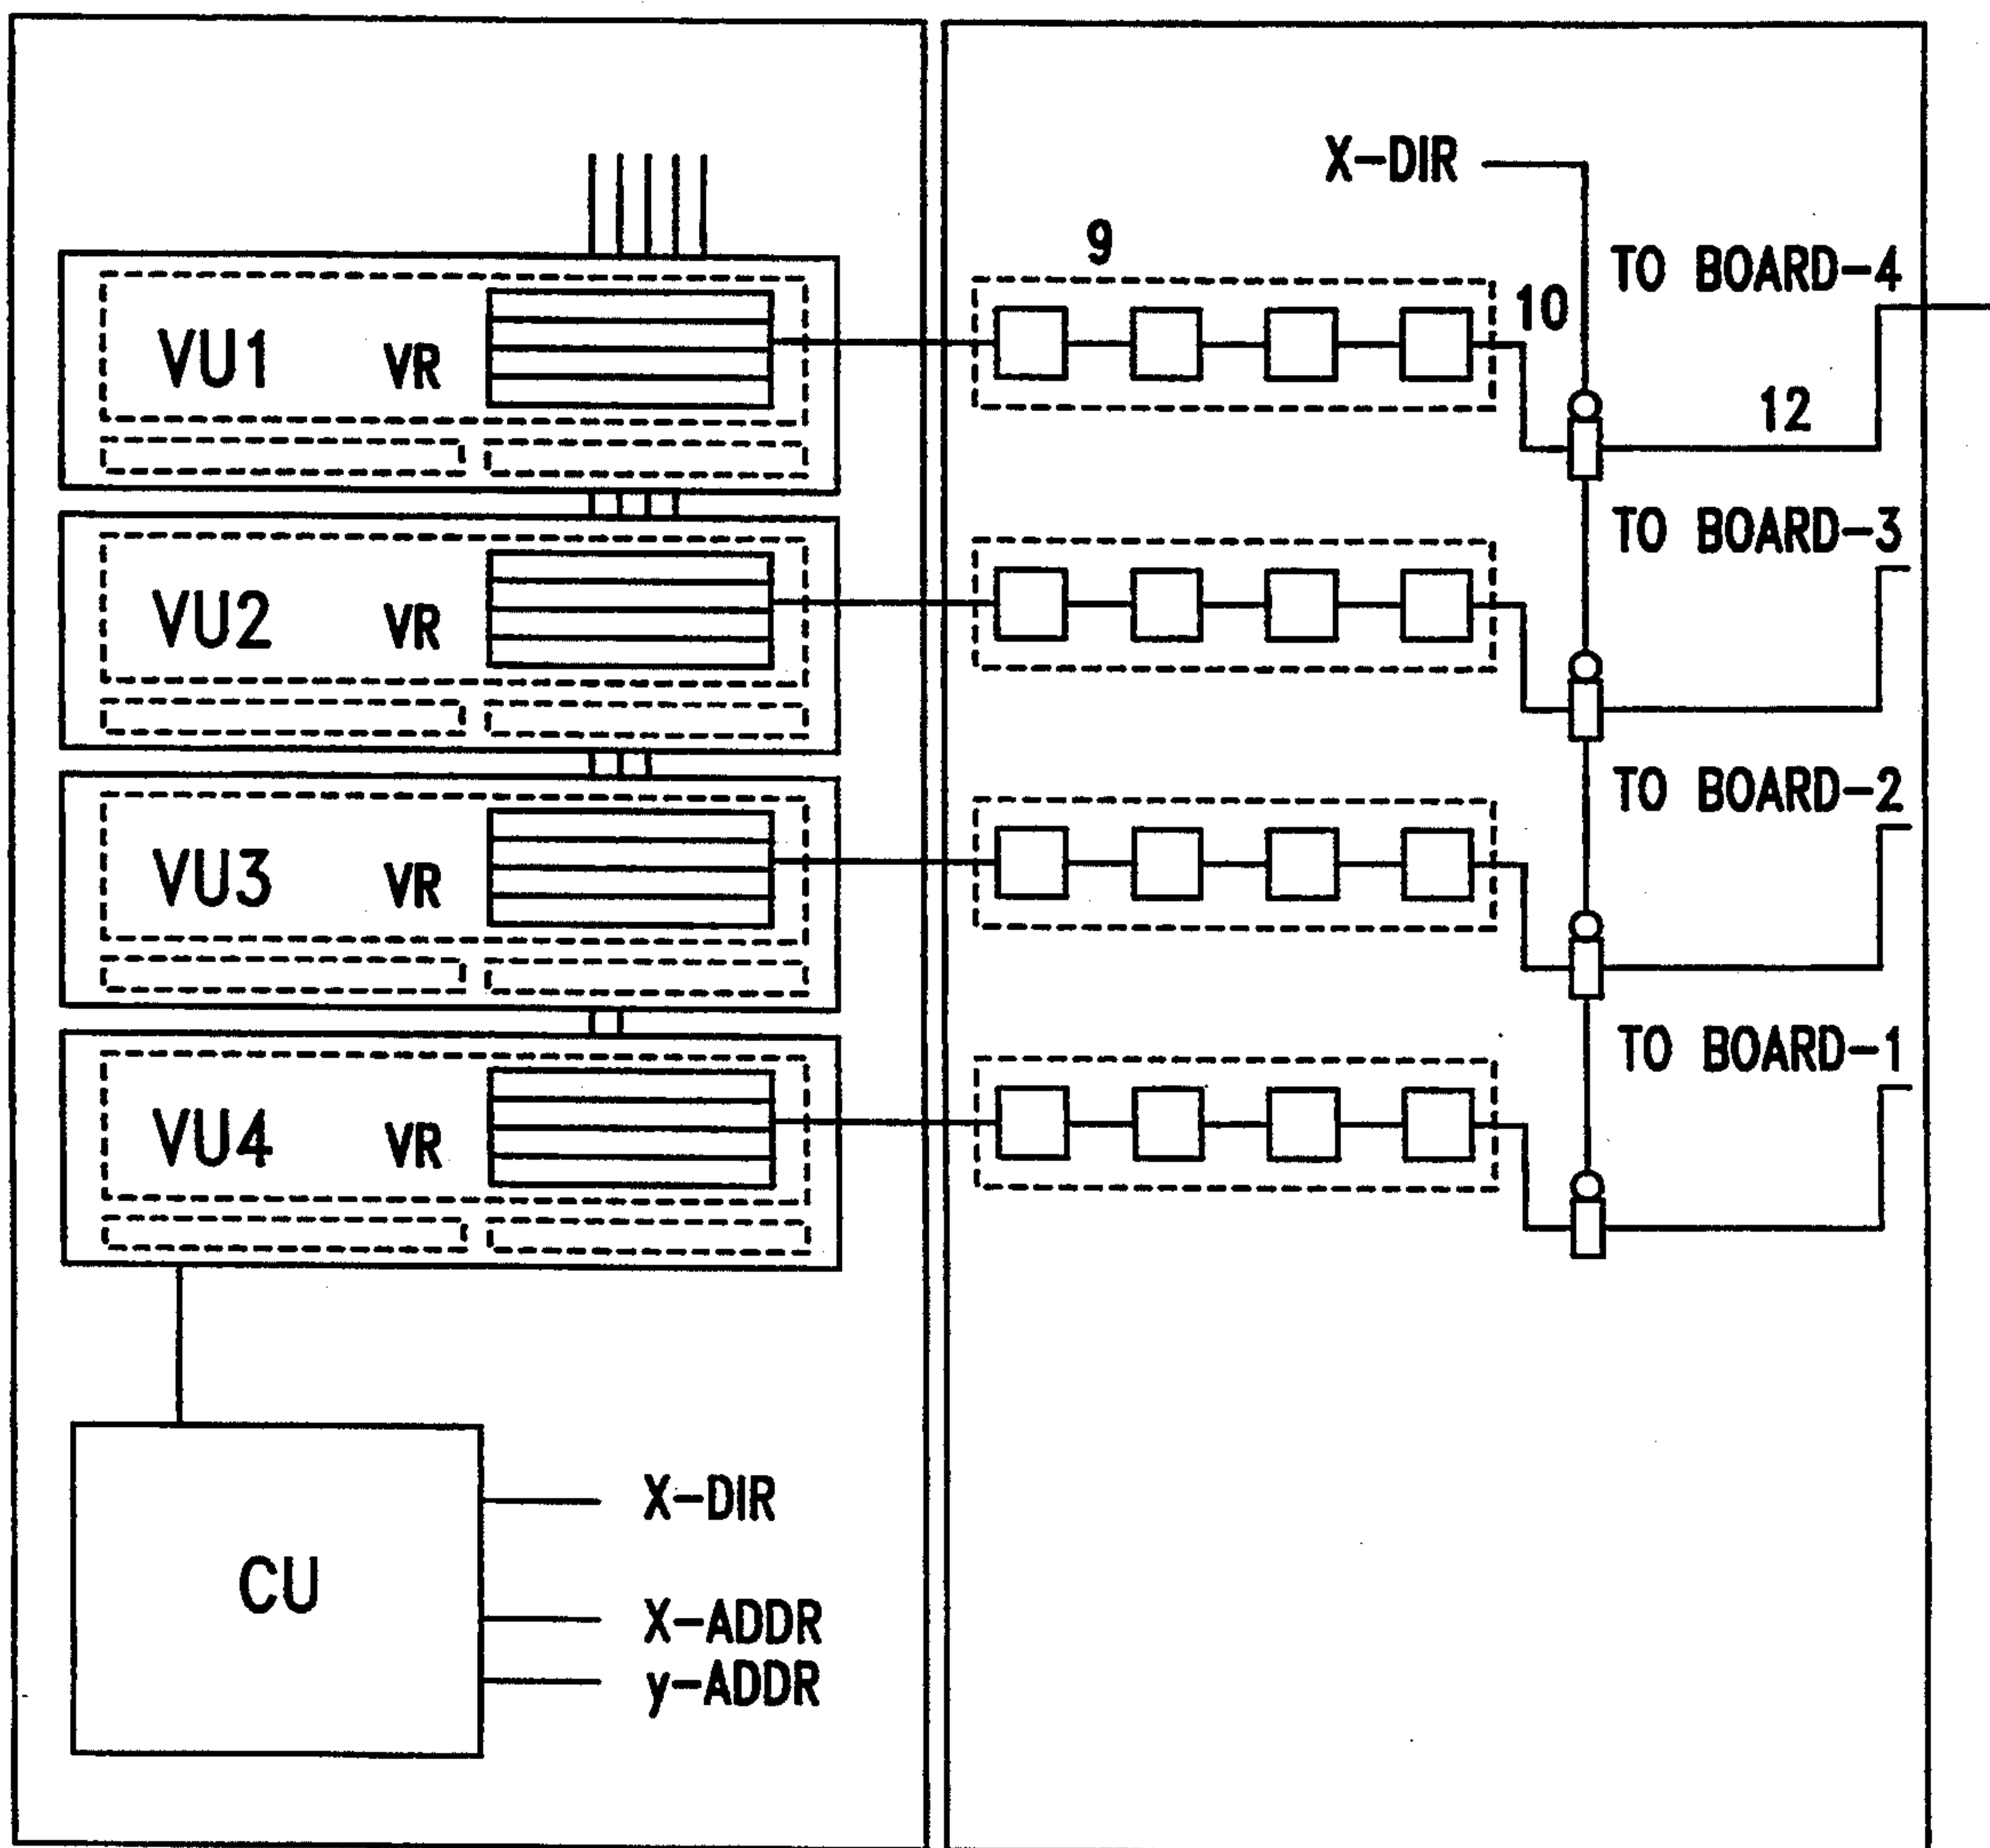 X-DIR
9
TO BOARD-4
10
VU1 VR
12
TO BOARD-3
VU2 VR
TO BOARD-2
VU3 VR
TO BOARD-1
VU4 VR
X-DIR
CU
X-ADDR
y-ADDR